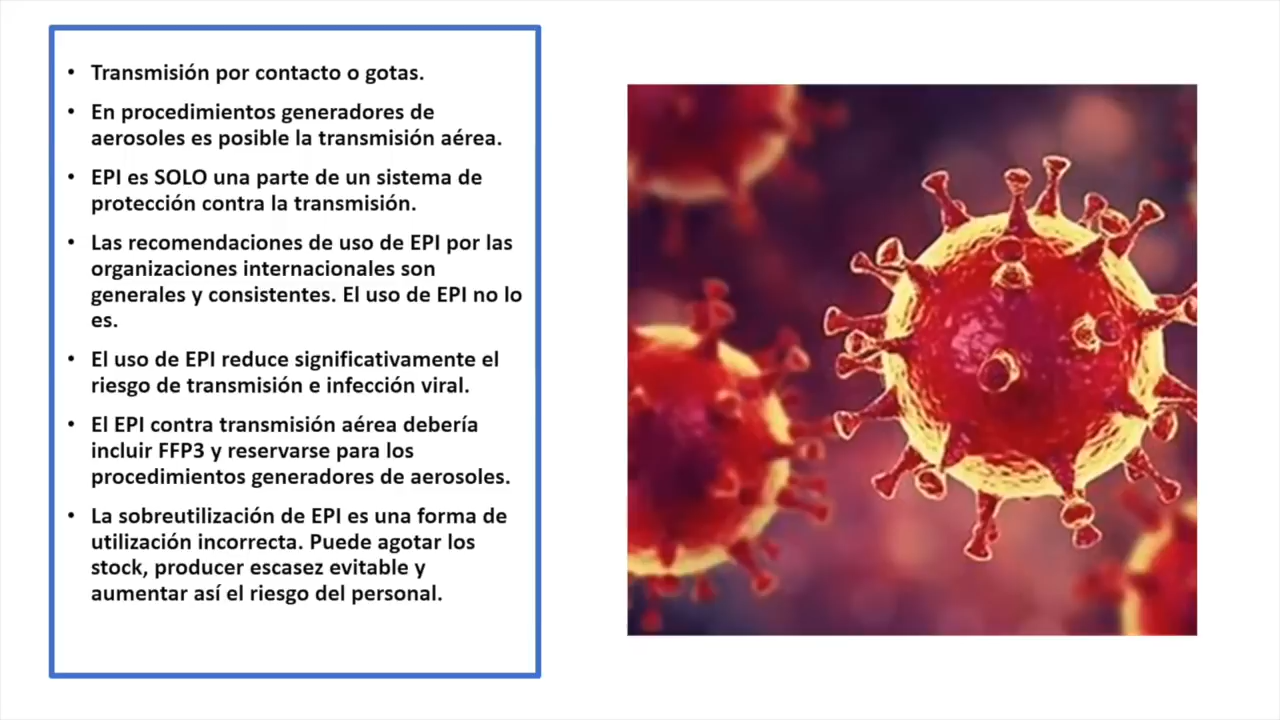 • Transmisión por contacto o gotas.
• En procedimientos generadores de
aerosoles es posible la transmisión aérea.
• EPI es SOLO una parte de un sistema de
protección contra la transmisión.
• Las recomendaciones de uso de EPI por las
organizaciones internacionales son
generales y consistentes. El uso de EPI no lo
es.
• El uso de EPI reduce significativamente el
riesgo de transmisión e infección viral.
• El EPI contra transmisión aérea debería
incluir FFP3 y reservarse para los
procedimientos generadores de aerosoles.
• La sobreutilización de EPI es una forma de
utilización incorrecta. Puede agotar los
stock, producer escasez evitable y
aumentar así el riesgo del personal.